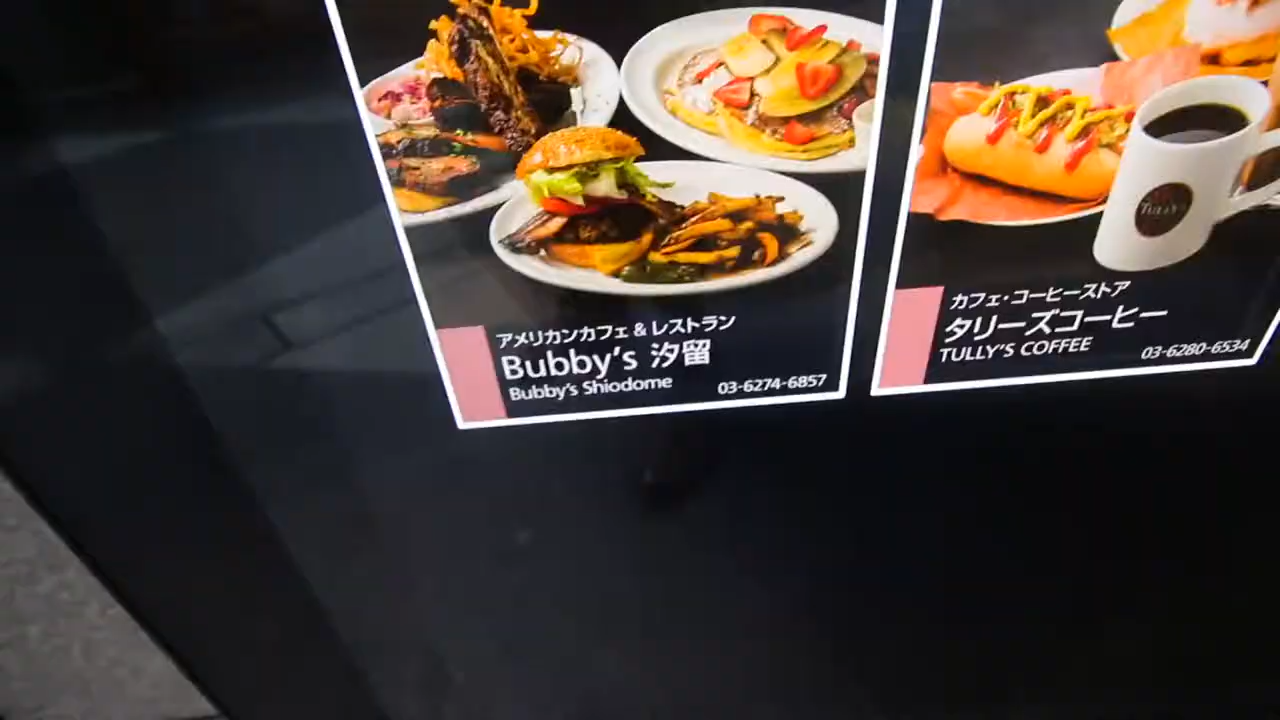 アメリカンカフェ & レストラン
Bubby's 汐留
Bubby's Shiodome
03-6274-6857
TULLY'S
カフェ・コーヒーストア
タリーズコーヒー
TULLY'S COFFEE
03-6280-6534